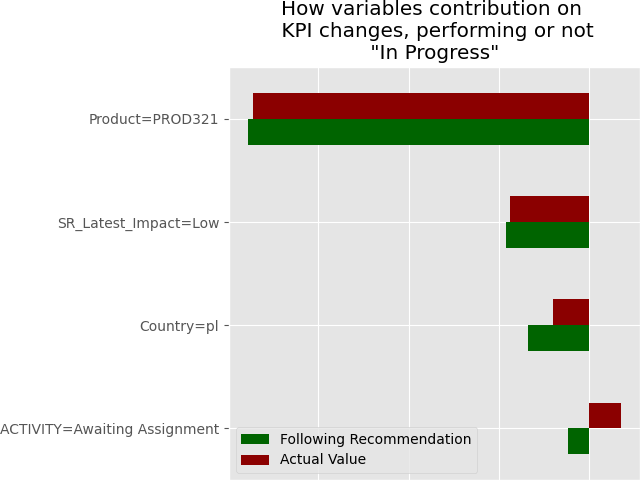 How variables contribution on
KPI changes, performing or not
"In Progress"
Product=PROD321
SR_Latest_Impact=Low
Country=pl
ACTIVITY=Awaiting Assignment
Following Recommendation
Actual Value